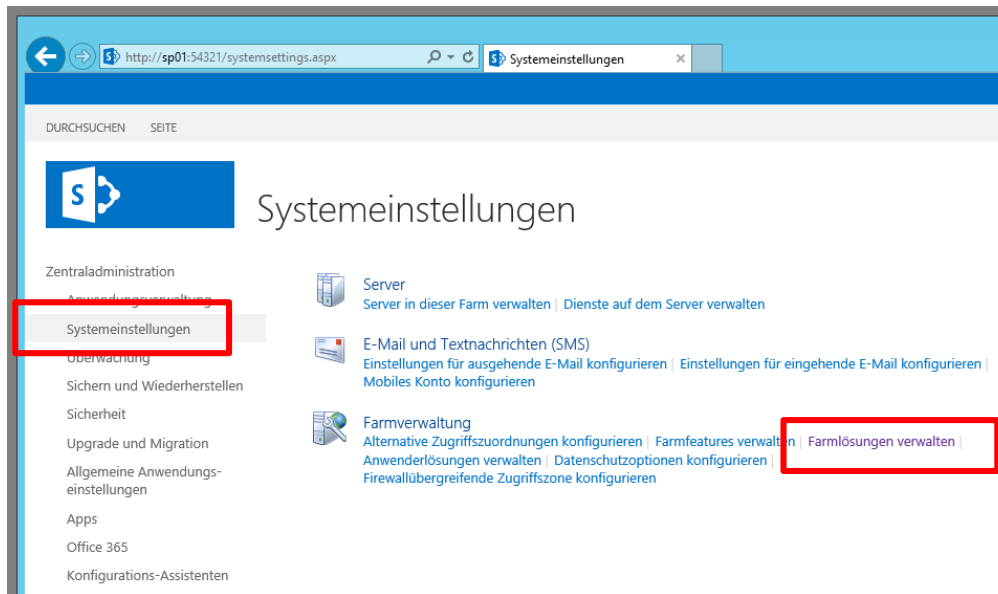 http://sp01:54321/systemsettings.aspx
Systemeinstellungen
DURCHSUCHEN SEITE
S
Systemeinstellungen
Zentraladministration
Anwendungsverwaltung
Systemeinstellungen
Überwachung
Sichern und Wiederherstellen
Sicherheit
Upgrade und Migration
Allgemeine Anwendungs-
einstellungen
Apps
Office 365
Konfigurations-Assistenten
Server
Server in dieser Farm verwalten | Dienste auf dem Server verwalten
E-Mail und Textnachrichten (SMS)
Einstellungen für ausgehende E-Mail konfigurieren | Einstellungen für eingehende E-Mail konfigurieren |
Mobiles Konto konfigurieren
Farmverwaltung
Alternative Zugriffszuordnungen konfigurieren | Farmfeatures verwalten | Farmlösungen verwalten |
Anwenderlösungen verwalten | Datenschutzoptionen konfigurieren |
Firewallübergreifende Zugriffszone konfigurieren